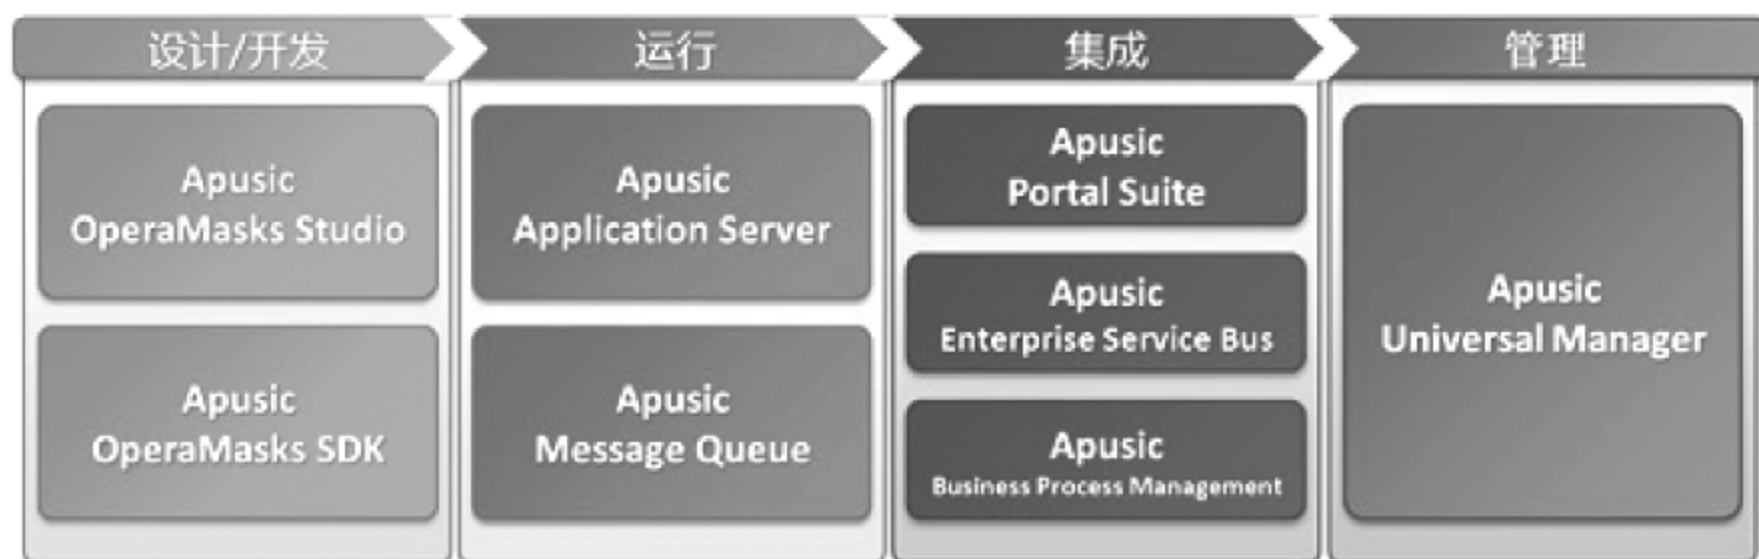 设计/开发
运行
集成
管理
Apusic
OperaMasks Studio
Apusic
OperaMasks SDK
Apusic
Application Server
Apusic
Message Queue
Apusic
Portal Suite
Apusic
Enterprise Service Bus
Apusic
Business Process Management
Apusic
Universal Manager